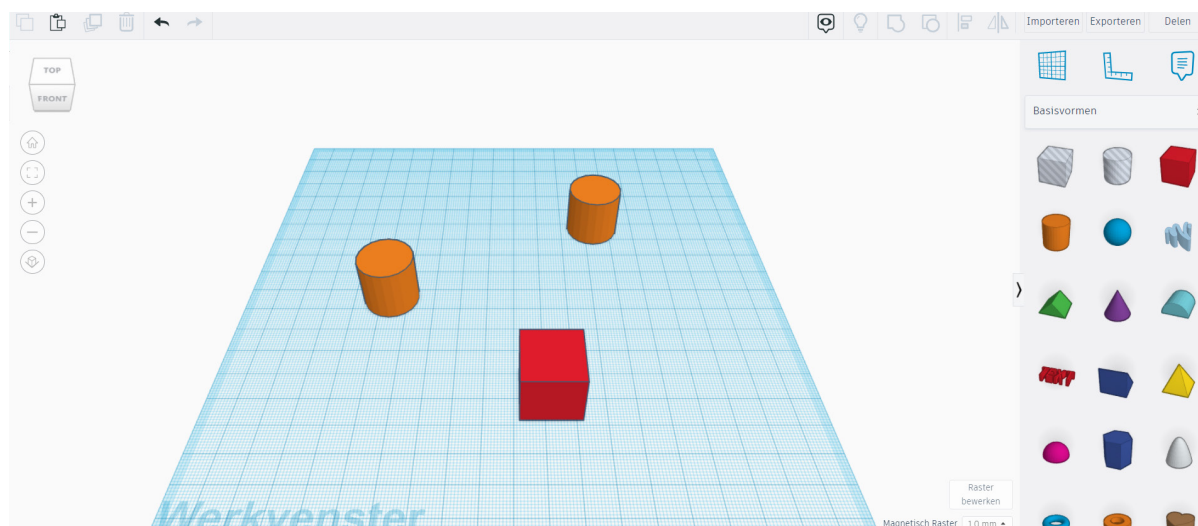 Importeren Exporteren Delen
TOP
FRONT
Basisvormen
Werkvenster
Raster
bewerken
Magnetisch Raster 1.0 mm